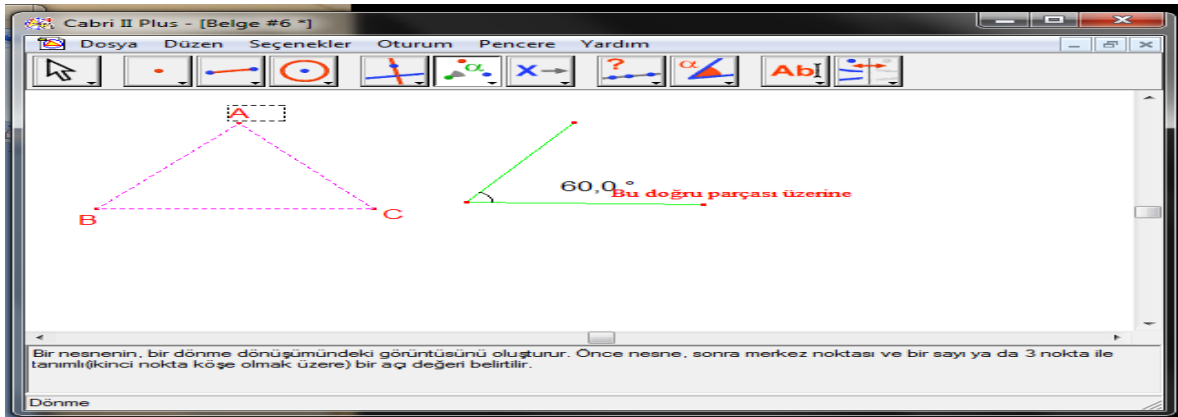 Cabri II Plus - [Belge #6 *]
Dosya Düzen Seçenekler Oturum Pencere Yardım
α X ? α AbI
A
60,0 °
Bu doğru parçası üzerine
B
C
Bir nesnenin, bir dönme dönüşümündeki görüntüsünü oluşturur. Önce nesne, sonra merkez noktası ve bir sayı ya da 3 nokta ile
tanımlı(ikinci nokta köşe olmak üzere) bir açı değeri belirtilir.
Dönme